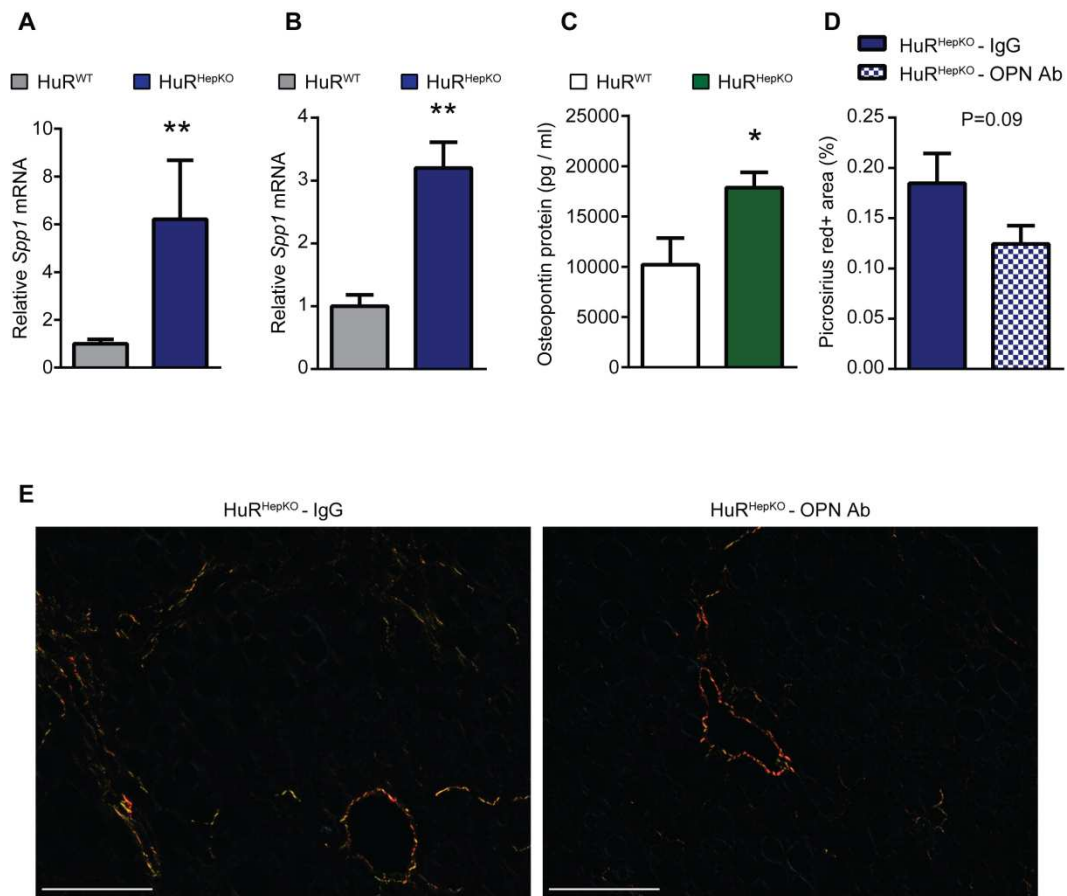 A
HuR^WT HuR^HepKO
**
Relative Spp1 mRNA
10
8
6
4
2
0
B
HuR^WT HuR^HepKO
**
Relative Spp1 mRNA
4
3
2
1
0
C
HuR^WT HuR^HepKO
*
Osteopontin protein (pg / ml)
25000
20000
15000
10000
5000
0
D
HuR^HepKO - IgG
HuR^HepKO - OPN Ab
P=0.09
Picrosirius red+ area (%)
0.25
0.20
0.15
0.10
0.05
0.00
E
HuR^HepKO - IgG
HuR^HepKO - OPN Ab